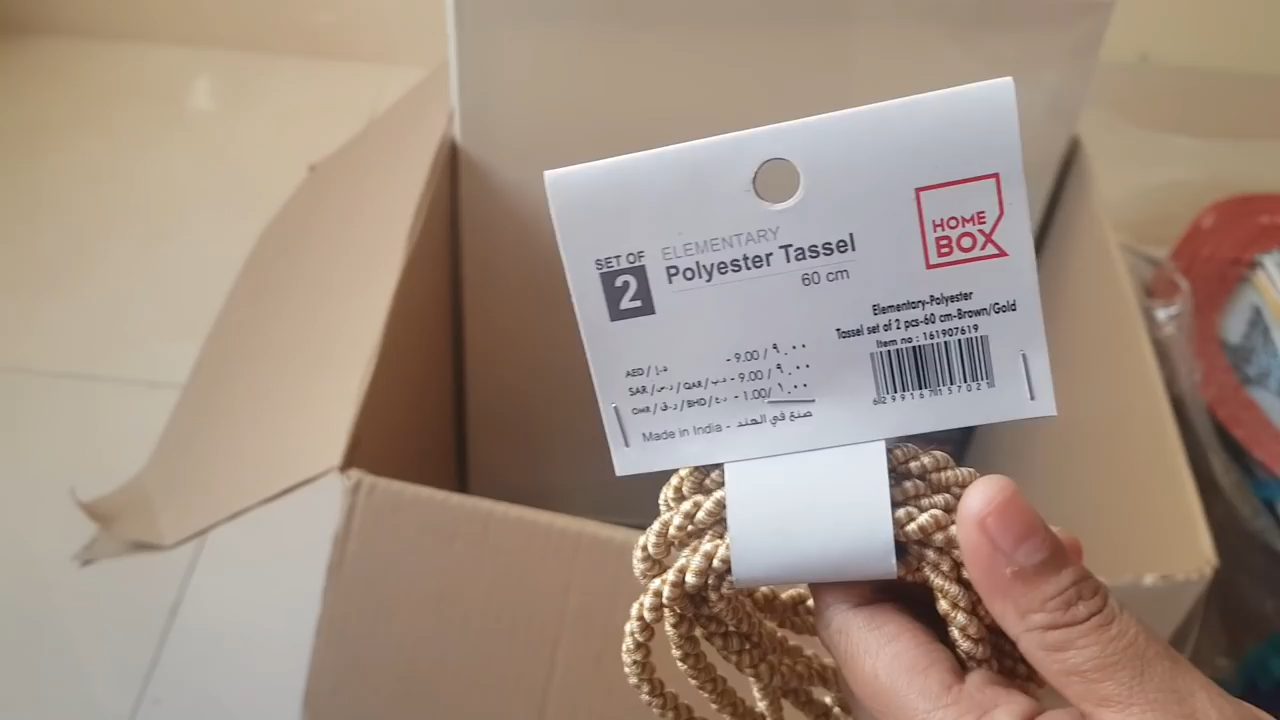 SET OF
2
ELEMENTARY
Polyester Tassel
60 cm
HOME
BOX
Elementary-Polyester
Tassel set of 2 pcs-60 cm-Brown/Gold
Item no : 161907619
6299167157021
AED / د.إ - 9.00 / ٩.٠٠
SAR / ر.س / QAR / - 9.00 / ٩.٠٠
OMR / ر.ق / BHD / - 1.00/ ١.٠٠
Made in India - صنع في الهند